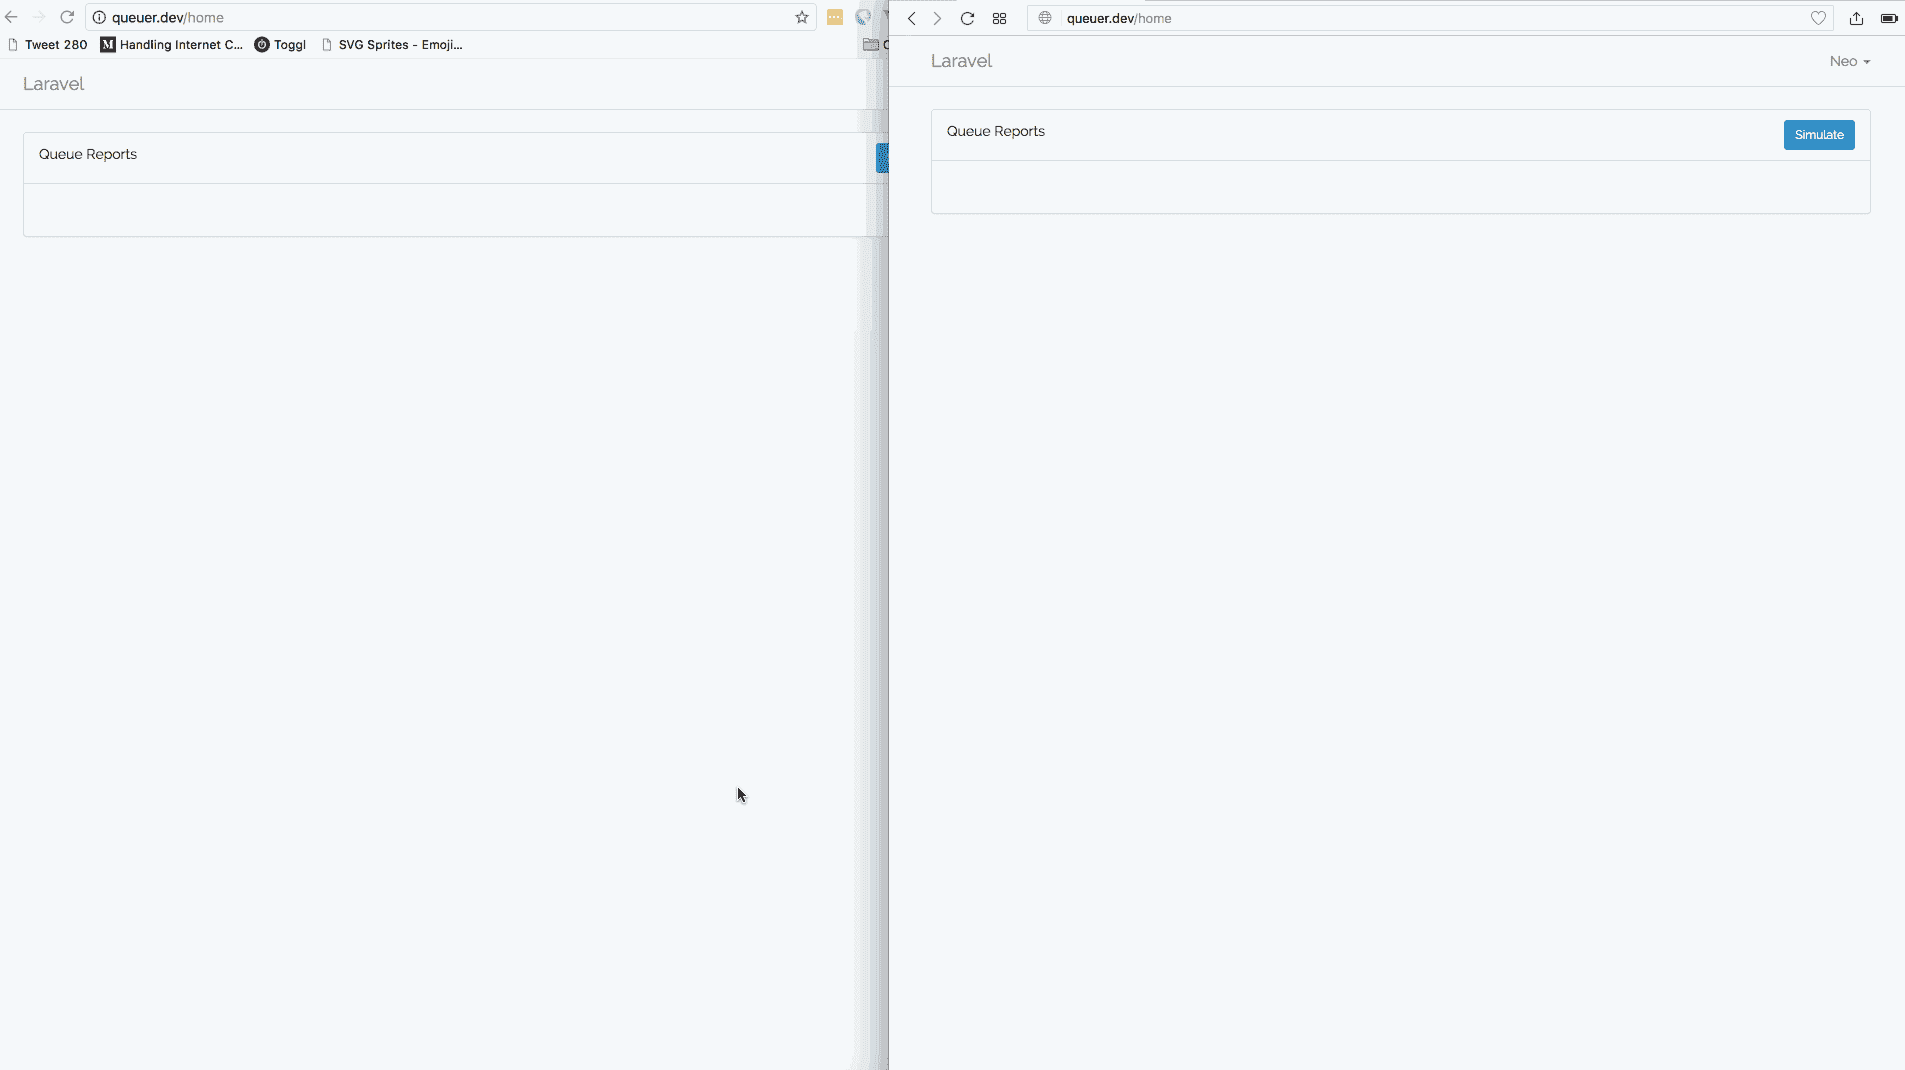 queuer.dev/home
Tweet 280 M Handling Internet C... Toggl SVG Sprites - Emoji...
Laravel
Queue Reports
queuer.dev/home
Laravel Neo
Queue Reports Simulate